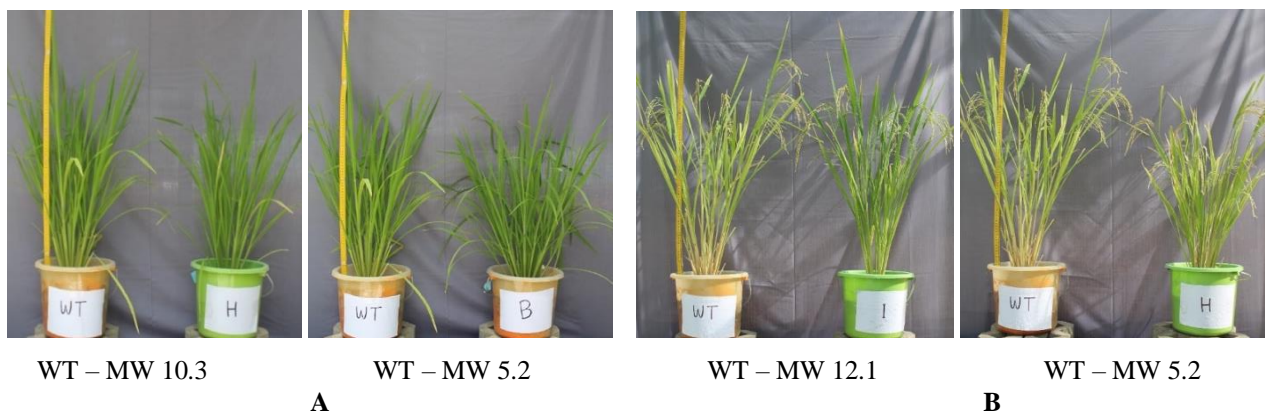 WT
H
WT
B
WT
I
WT
H
WT – MW 10.3
WT – MW 5.2
WT – MW 12.1
WT – MW 5.2
A
B